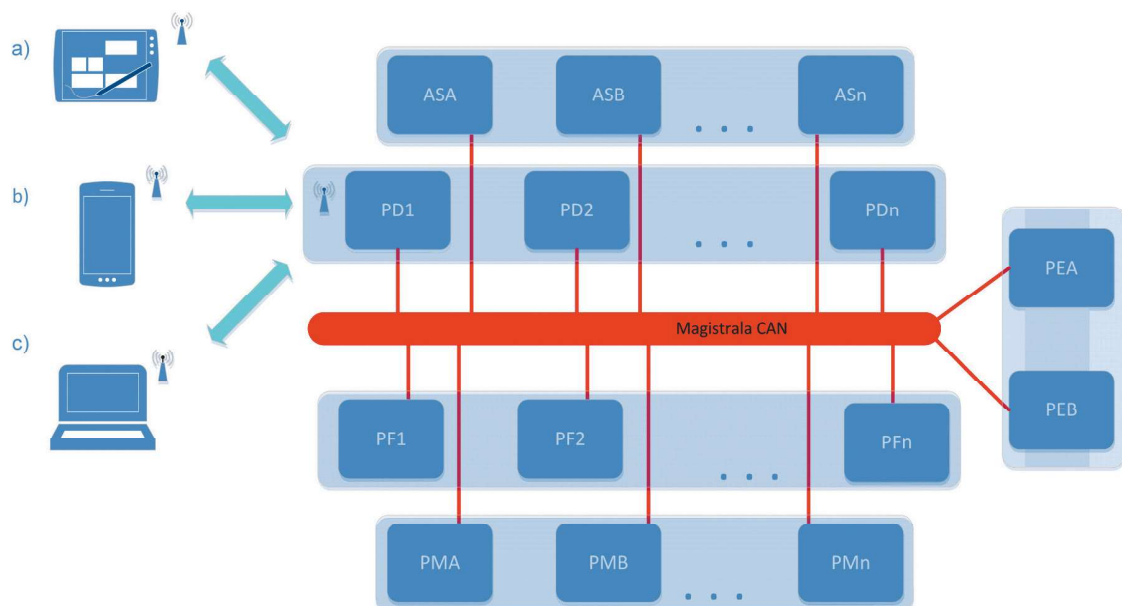 a)
ASA ASB ASn
. . .
b)
PD1 PD2 PDn
. . .
PEA
c)
Magistrala CAN
PEB
PF1 PF2 PFn
. . .
PMA PMB PMn
. . .